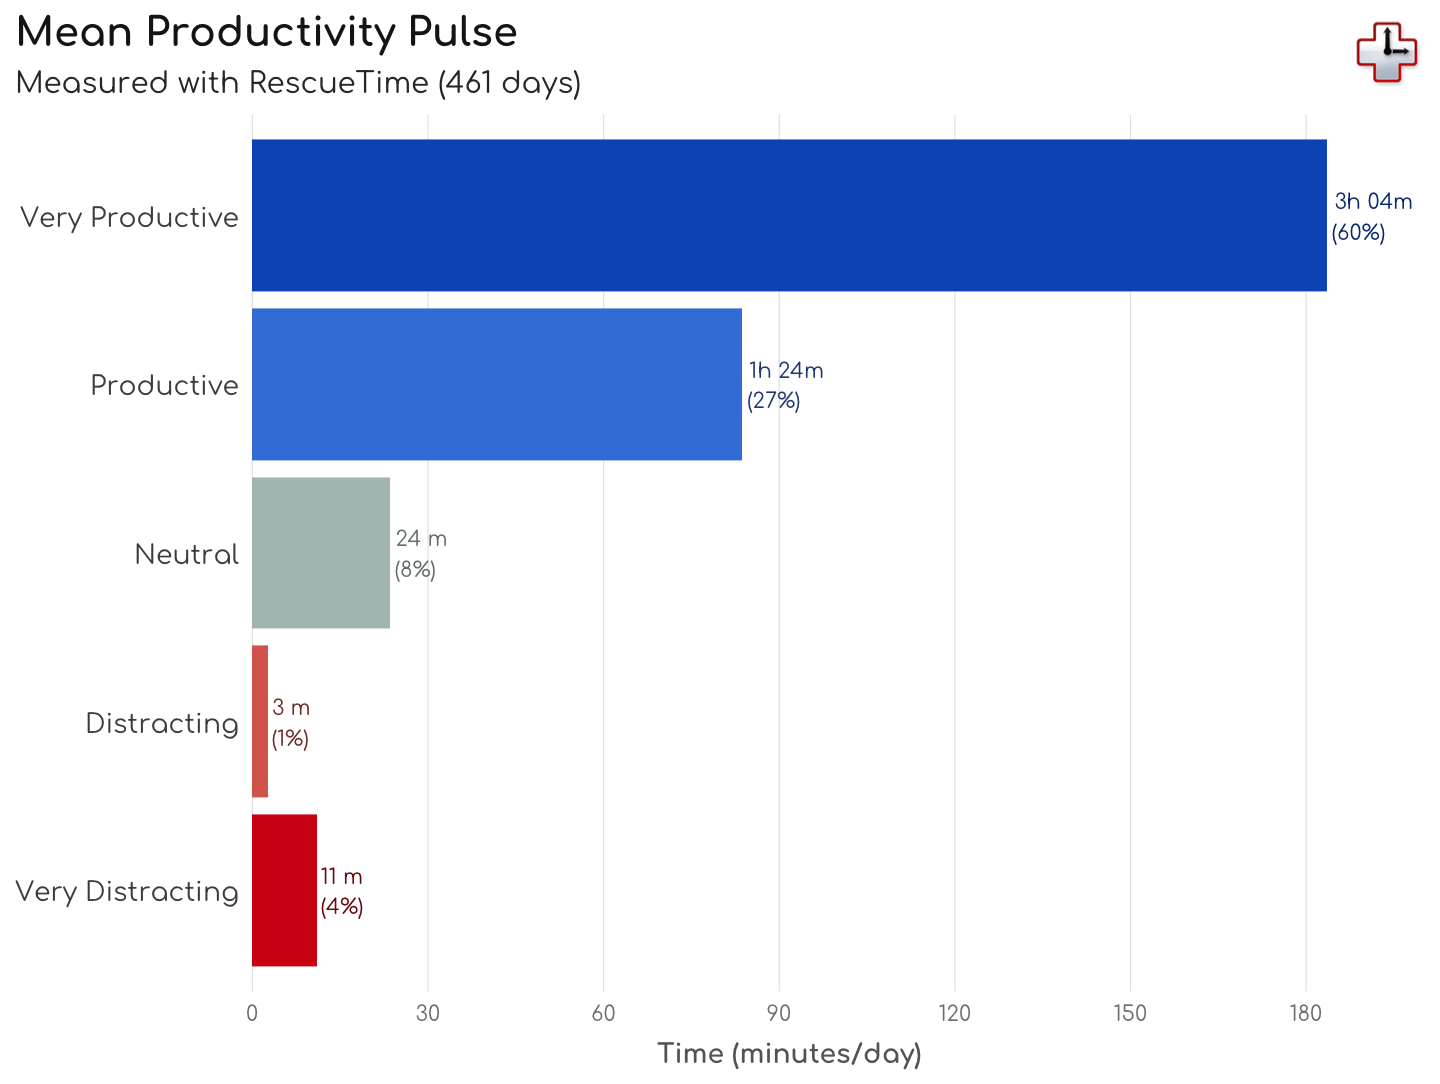 Mean Productivity Pulse
Measured with RescueTime (461 days)
Very Productive
3h 04m
(60%)
Productive
1h 24m
(27%)
Neutral
24 m
(8%)
Distracting
3 m
(1%)
Very Distracting
11 m
(4%)
0 30 60 90 120 150 180
Time (minutes/day)